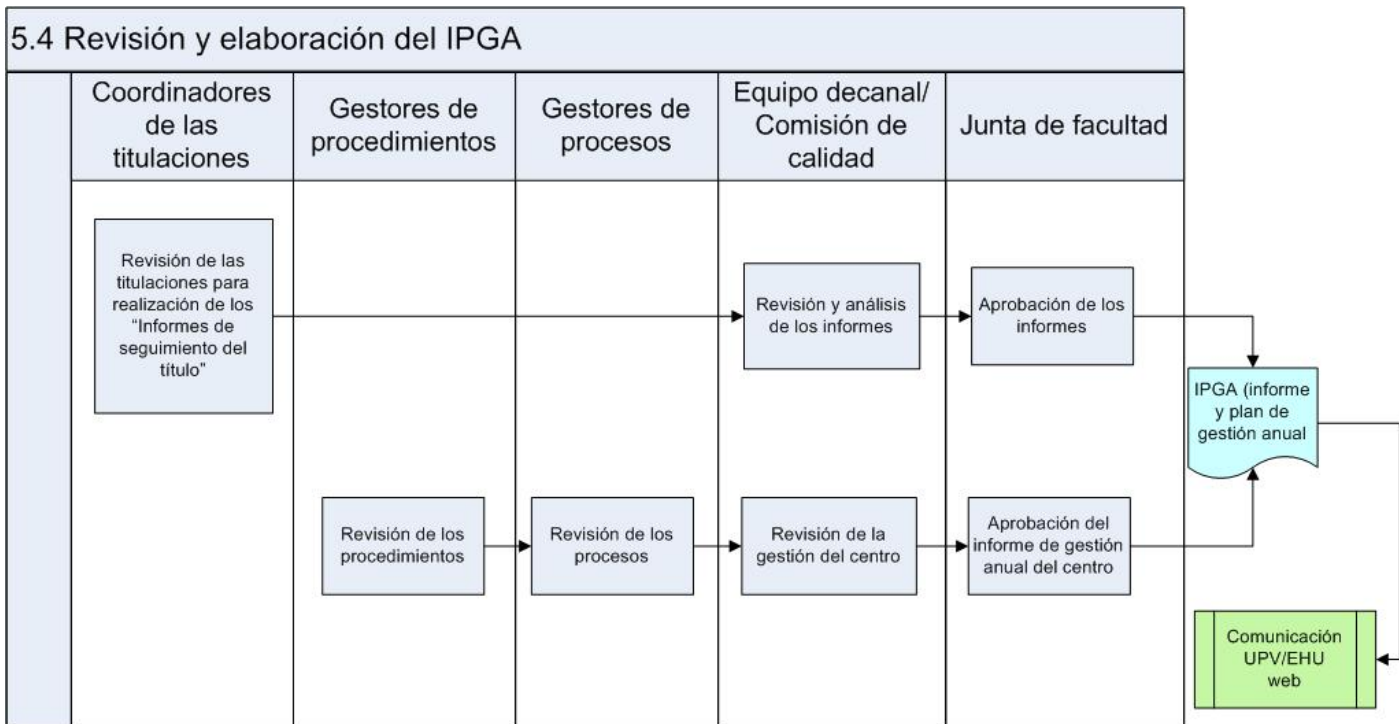 5.4 Revisión y elaboración del IPGA
Coordinadores
de las
titulaciones
Gestores de
procedimientos
Gestores de
procesos
Equipo decanal/
Comisión de
calidad
Junta de facultad
Revisión de las
titulaciones para
realización de los
“Informes de
seguimiento del
título”
Revisión y análisis
de los informes
Aprobación de los
informes
IPGA (informe
y plan de
gestión anual
Revisión de los
procedimientos
Revisión de los
procesos
Revisión de la
gestión del centro
Aprobación del
informe de gestión
anual del centro
Comunicación
UPV/EHU
web